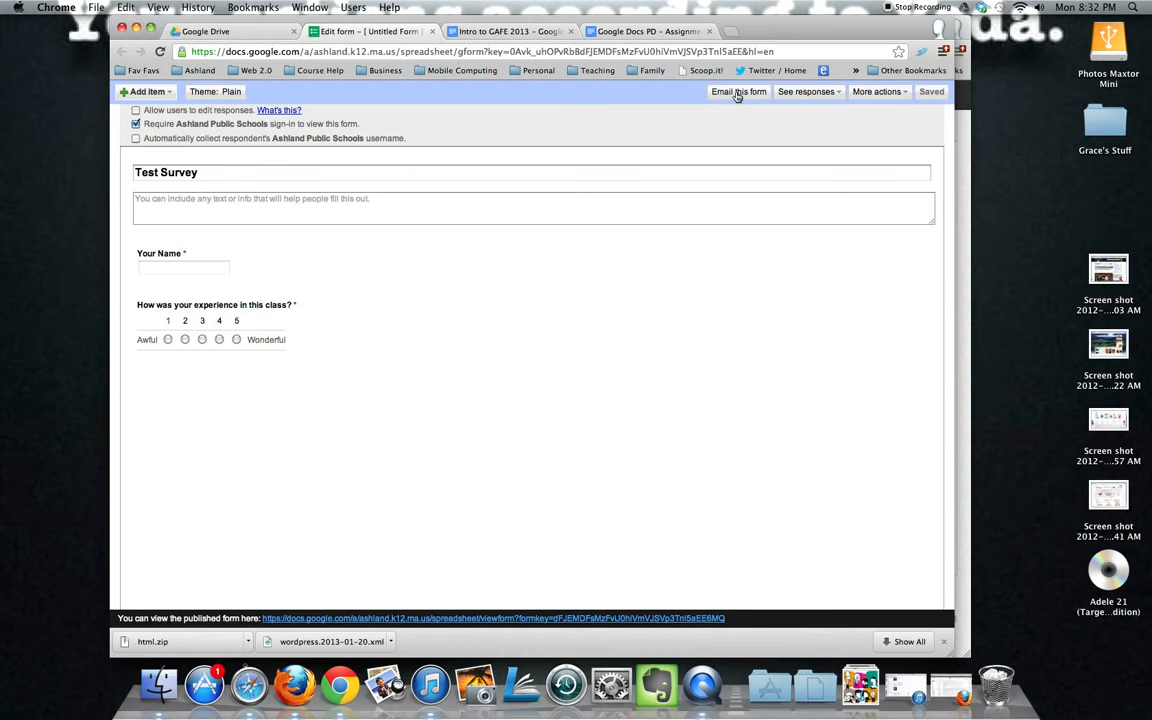 Chrome File Edit View History Bookmarks Window Users Help
Stop Recording
Mon 8:32 PM
Google Drive
Edit form – [ Untitled Form
Intro to GAFE 2013 – Google
Google Docs PD – Assignme
https://docs.google.com/a/ashland.k12.ma.us/spreadsheet/gform?key=0Avk_uhOPvRbBdFJEMDFsMzFvU0hiVmVJSVp3TnI5aEE&hl=en
Fav Favs
Ashland
Web 2.0
Course Help
Business
Mobile Computing
Personal
Teaching
Family
Scoop.it!
Twitter / Home
»
Other Bookmarks
ks
Add item
Theme: Plain
Email this form
See responses
More actions
Saved
Allow users to edit responses. What's this?
Require Ashland Public Schools sign-in to view this form.
Automatically collect respondent's Ashland Public Schools username.
Test Survey
You can include any text or info that will help people fill this out.
Your Name *
How was your experience in this class? *
1 2 3 4 5
Awful
Wonderful
You can view the published form here: https://docs.google.com/a/ashland.k12.ma.us/spreadsheet/viewform?formkey=dFJEMDFsMzFvU0hiVmVJSVp3TnI5aEE6MQ
html.zip
wordpress.2013-01-20.xml
Show All
Photos Maxtor
Mini
Grace's Stuff
Screen shot
2012-....03 AM
Screen shot
2012-....22 AM
Screen shot
2012-....57 AM
Screen shot
2012-....41 AM
Adele 21
(Targe...dition)
1